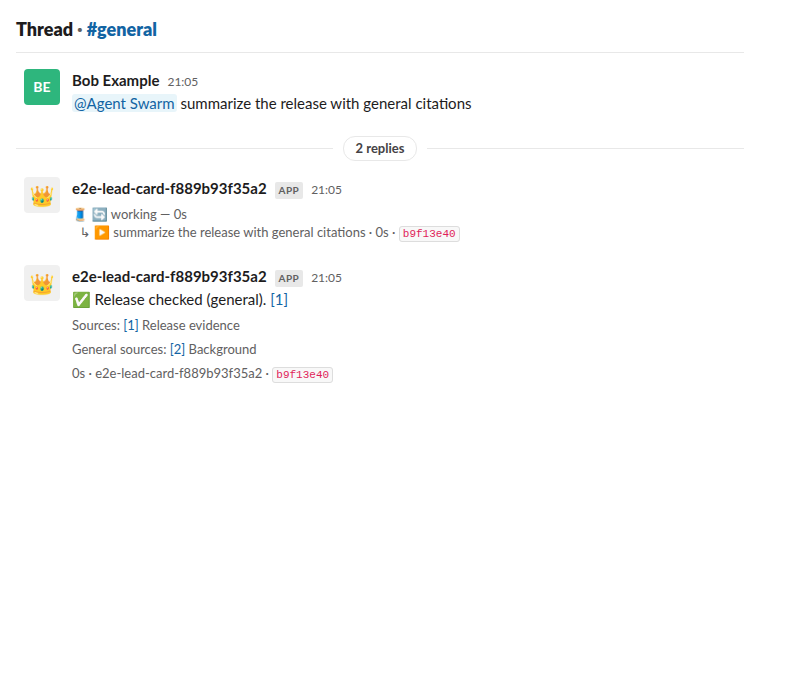 Thread • #general
BE
Bob Example 21:05
@Agent Swarm summarize the release with general citations
2 replies
e2e-lead-card-f889b93f35a2 APP 21:05
🧵 🔄 working — 0s
↳ ▶️ summarize the release with general citations · 0s · b9f13e40
e2e-lead-card-f889b93f35a2 APP 21:05
✅ Release checked (general). [1]
Sources: [1] Release evidence
General sources: [2] Background
0s · e2e-lead-card-f889b93f35a2 · b9f13e40